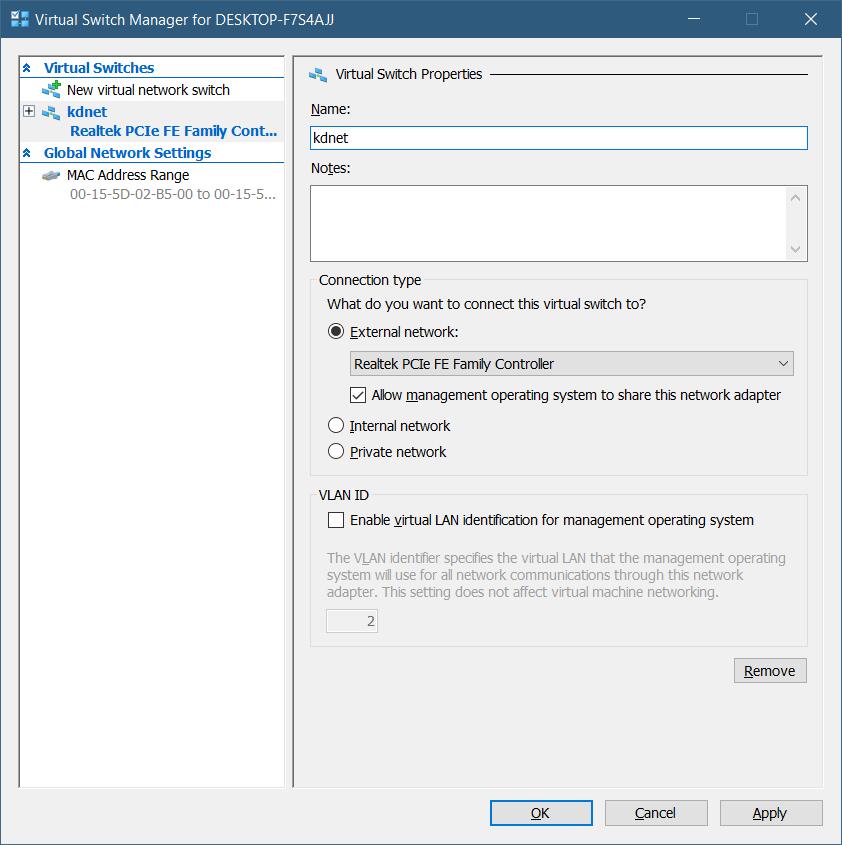 Virtual Switch Manager for DESKTOP-F7S4AJJ
Virtual Switches
New virtual network switch
kdnet
Realtek PCIe FE Family Cont...
Global Network Settings
MAC Address Range
00-15-5D-02-B5-00 to 00-15-5...
Virtual Switch Properties
Name:
kdnet
Notes:
Connection type
What do you want to connect this virtual switch to?
External network:
Realtek PCIe FE Family Controller
Allow management operating system to share this network adapter
Internal network
Private network
VLAN ID
Enable virtual LAN identification for management operating system
The VLAN identifier specifies the virtual LAN that the management operating
system will use for all network communications through this network
adapter. This setting does not affect virtual machine networking.
2
Remove
OK
Cancel
Apply